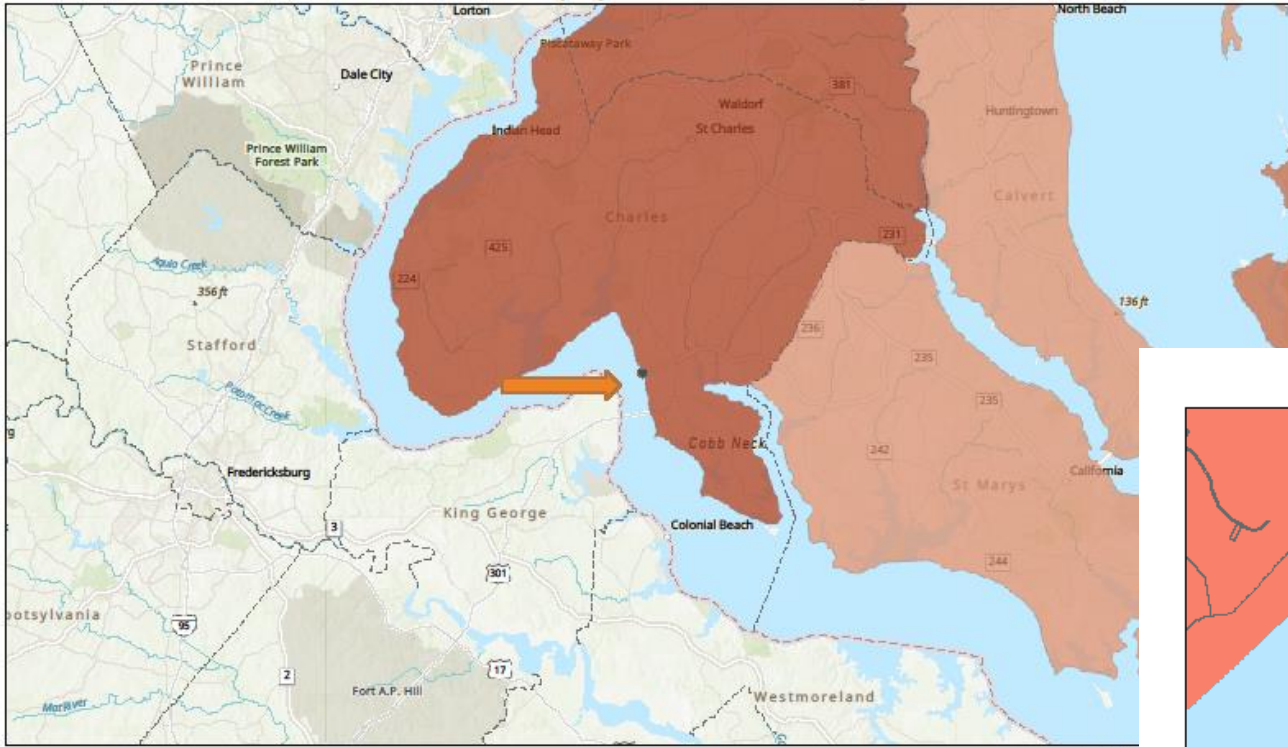 Lorton
North Beach
Piscataway Park
Prince
William
Dale City
381
Waldorf
Huntingtown
Indian Head
St Charles
Prince William
Forest Park
Calvert
Charles
231
425
Aquia Creek
224
356 ft
136 ft
236
Stafford
235
Potomac Creek
235
Cobb Neck
242
California
Fredericksburg
St Marys
King George
Colonial Beach
3
244
301
otsylvania
95
17
2
Fort A.P. Hill
Westmoreland
Mat River